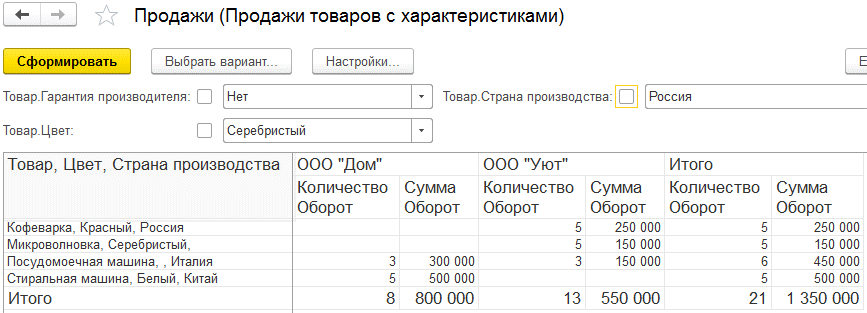 Продажи (Продажи товаров с характеристиками)
Сформировать Выбрать вариант... Настройки... Е
Товар.Гарантия производителя: Нет Товар.Страна производства: Россия
Товар.Цвет: Серебристый
Товар, Цвет, Страна производства ООО "Дом" ООО "Уют" Итого
Количество Оборот Сумма Оборот Количество Оборот Сумма Оборот Количество Оборот Сумма Оборот
Кофеварка, Красный, Россия 5 250 000 5 250 000
Микроволновка, Серебристый, 5 150 000 5 150 000
Посудомоечная машина, , Италия 3 300 000 3 150 000 6 450 000
Стиральная машина, Белый, Китай 5 500 000 5 500 000
Итого 8 800 000 13 550 000 21 1 350 000